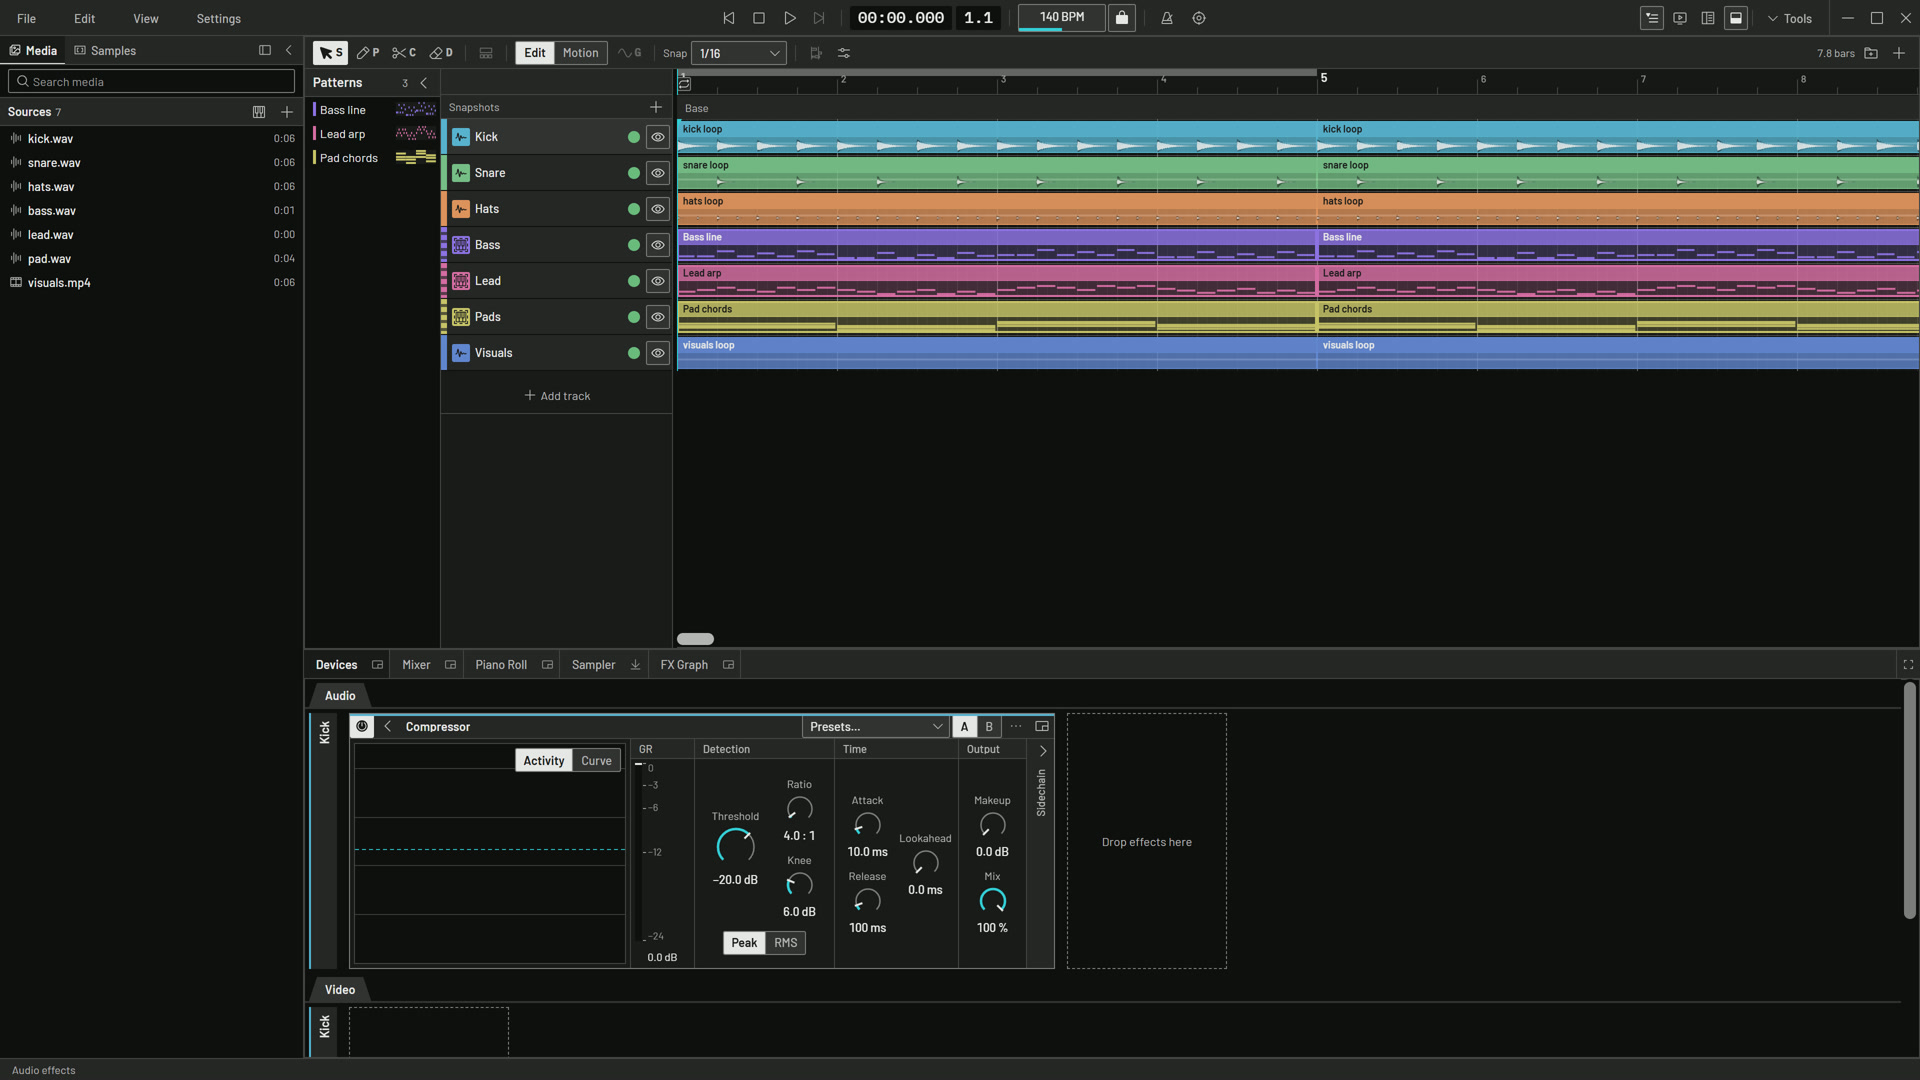 File Edit View Settings
00:00.000 1.1 140 BPM
Tools
Media Samples
S P C D Edit Motion G Snap 1/16
7.8 bars
Search media
Patterns 3
1 2 3 4 5 6 7 8
Sources 7
Snapshots
Base
Bass line
Lead arp
Pad chords
kick.wav 0:06
snare.wav 0:06
hats.wav 0:06
bass.wav 0:01
lead.wav 0:00
pad.wav 0:04
visuals.mp4 0:06
Kick
kick loop kick loop
Snare
snare loop snare loop
Hats
hats loop hats loop
Bass
Bass line Bass line
Lead
Lead arp Lead arp
Pads
Pad chords Pad chords
Visuals
visuals loop visuals loop
Add track
Devices Mixer Piano Roll Sampler FX Graph
Audio
Kick
Compressor Presets... A B
Activity Curve
GR Detection Time Output
0
-3
-6
-12
-24
0.0 dB
Threshold
-20.0 dB
Ratio
4.0 : 1
Knee
6.0 dB
Peak RMS
Attack
10.0 ms
Release
100 ms
Lookahead
0.0 ms
Makeup
0.0 dB
Mix
100 %
Sidechain
Drop effects here
Video
Kick
Audio effects